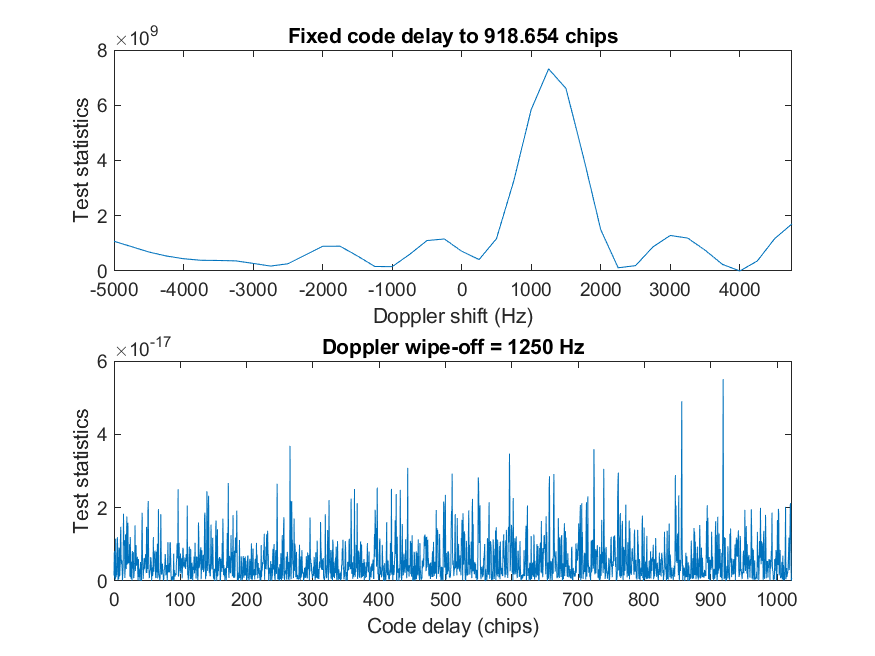 ×10^9
Fixed code delay to 918.654 chips
8
6
4
2
0
Test statistics
-5000 -4000 -3000 -2000 -1000 0 1000 2000 3000 4000
Doppler shift (Hz)
×10^-17
Doppler wipe-off = 1250 Hz
6
4
2
0
Test statistics
0 100 200 300 400 500 600 700 800 900 1000
Code delay (chips)